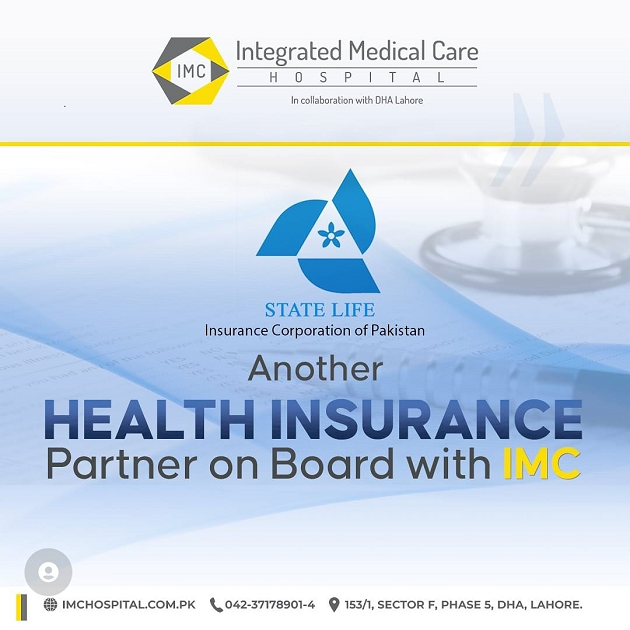 IMC
Integrated Medical Care
HOSPITAL
In collaboration with DHA Lahore
STATE LIFE
Insurance Corporation of Pakistan
Another
HEALTH INSURANCE
Partner on Board with IMC
IMCHOSPITAL.COM.PK 042-37178901-4 153/1, SECTOR F, PHASE 5, DHA, LAHORE.